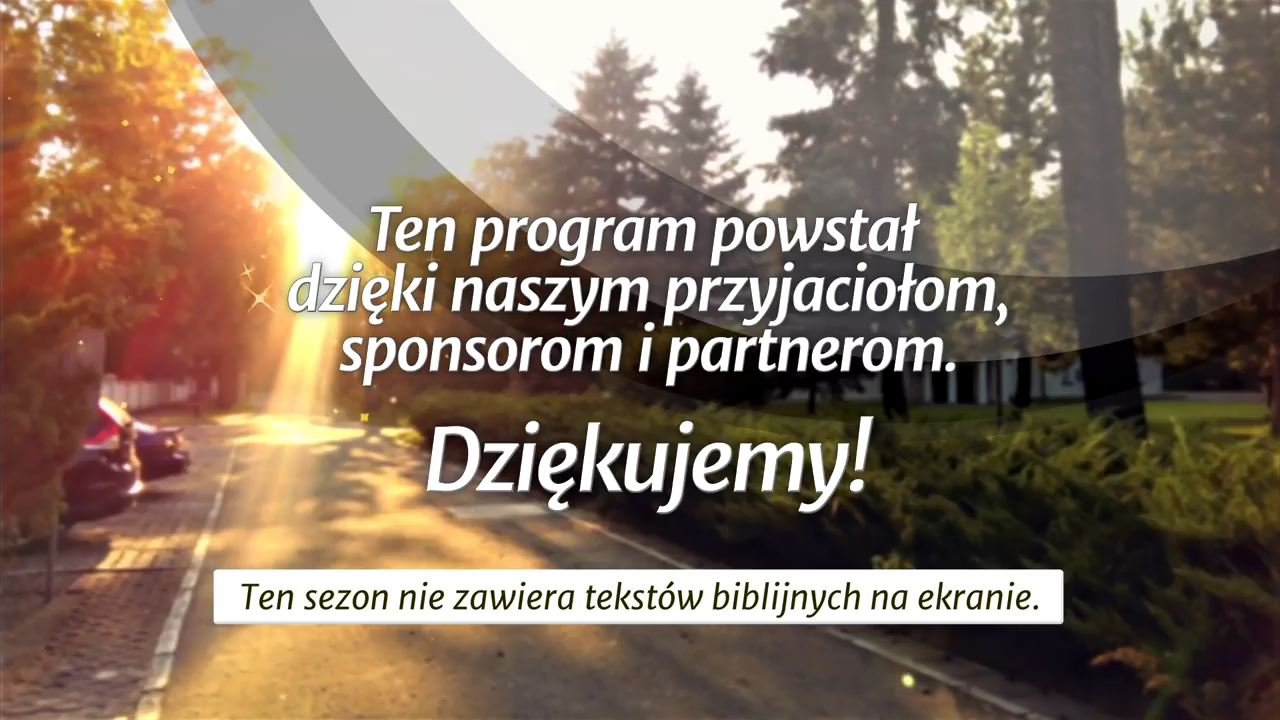 Ten program powstał
dzięki naszym przyjaciołom,
sponsorom i partnerom.
Dziękujemy!
Ten sezon nie zawiera tekstów biblijnych na ekranie.